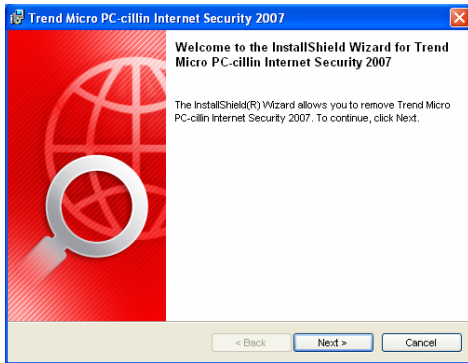 Trend Micro PC-cillin Internet Security 2007
Welcome to the InstallShield Wizard for Trend
Micro PC-cillin Internet Security 2007
The InstallShield(R) Wizard allows you to remove Trend Micro
PC-cillin Internet Security 2007. To continue, click Next.
< Back Next > Cancel